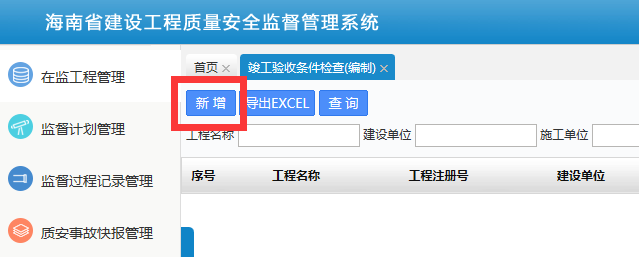 海南省建设工程质量安全监督管理系统
首页 × 竣工验收条件检查(编制) ×
在监工程管理
新 增 导出EXCEL 查 询
监督计划管理
工程名称 建设单位 施工单位
序号 工程名称 工程注册号 建设单位
监督过程记录管理
质安事故快报管理